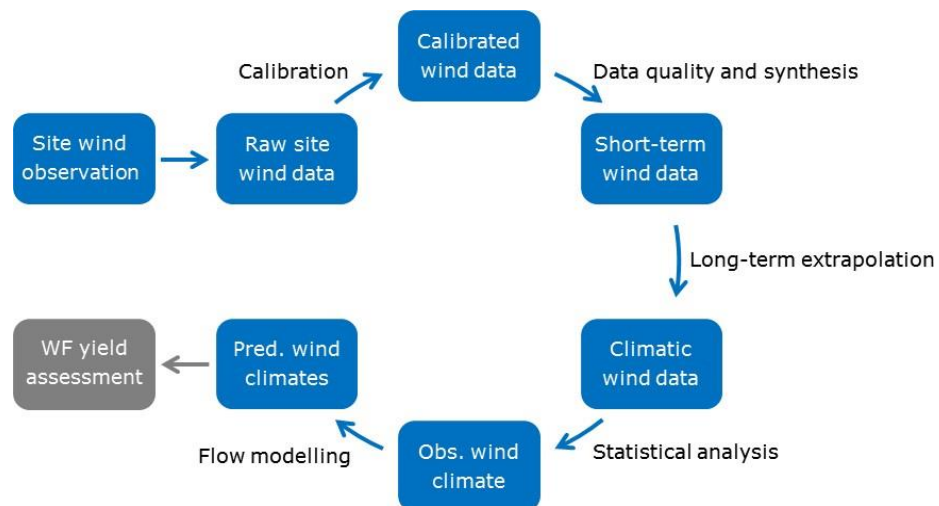 Calibrated
wind data
Calibration
Data quality and synthesis
Site wind
observation
Raw site
wind data
Short-term
wind data
Long-term extrapolation
WF yield
assessment
Pred. wind
climates
Climatic
wind data
Flow modelling
Obs. wind
climate
Statistical analysis